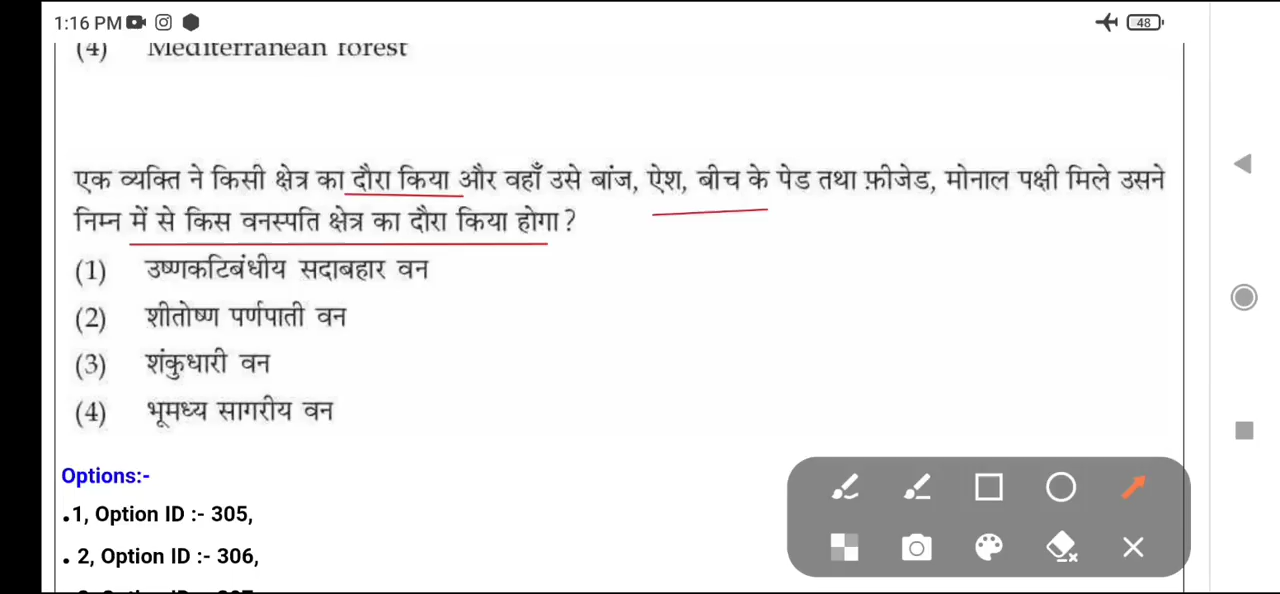 1:16 PM
48
(4) Mediterranean forest
एक व्यक्ति ने किसी क्षेत्र का दौरा किया और वहाँ उसे बांज, ऐश, बीच के पेड तथा फ़ीजेंड, मोनाल पक्षी मिले उसने
निम्न में से किस वनस्पति क्षेत्र का दौरा किया होगा?
(1) उष्णकटिबंधीय सदाबहार वन
(2) शीतोष्ण पर्णपाती वन
(3) शंकुधारी वन
(4) भूमध्य सागरीय वन
Options:-
.1, Option ID :- 305,
. 2, Option ID :- 306,